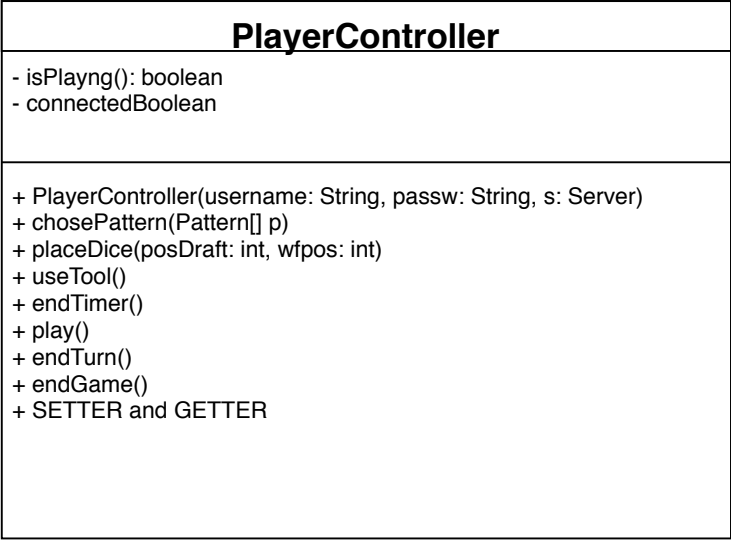 PlayerController
- isPlayng(): boolean
- connectedBoolean
+ PlayerController(username: String, passw: String, s: Server)
+ chosePattern(Pattern[] p)
+ placeDice(posDraft: int, wfpos: int)
+ useTool()
+ endTimer()
+ play()
+ endTurn()
+ endGame()
+ SETTER and GETTER